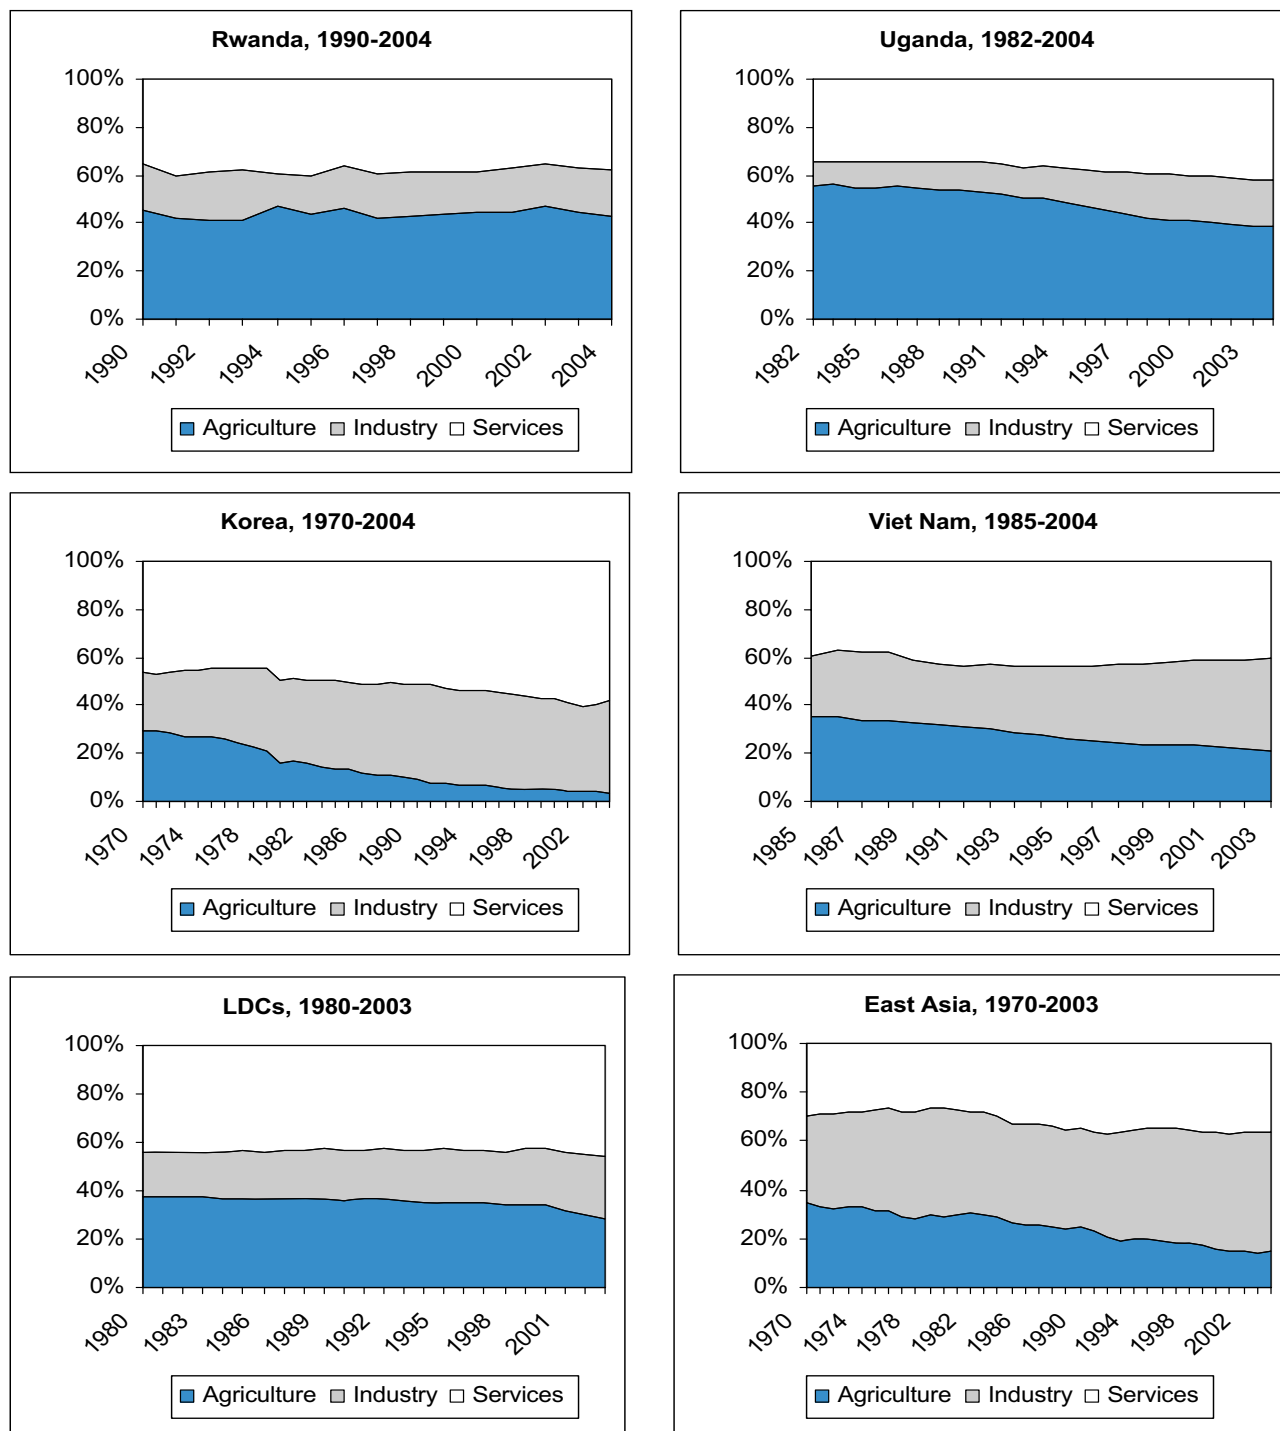 Rwanda, 1990-2004
100%
80%
60%
40%
20%
0%
1990 1992 1994 1996 1998 2000 2002 2004
Agriculture Industry Services
Uganda, 1982-2004
100%
80%
60%
40%
20%
0%
1982 1985 1988 1991 1994 1997 2000 2003
Agriculture Industry Services
Korea, 1970-2004
100%
80%
60%
40%
20%
0%
1970 1974 1978 1982 1986 1990 1994 1998 2002
Agriculture Industry Services
Viet Nam, 1985-2004
100%
80%
60%
40%
20%
0%
1985 1987 1989 1991 1993 1995 1997 1999 2001 2003
Agriculture Industry Services
LDCs, 1980-2003
100%
80%
60%
40%
20%
0%
1980 1983 1986 1989 1992 1995 1998 2001
Agriculture Industry Services
East Asia, 1970-2003
100%
80%
60%
40%
20%
0%
1970 1974 1978 1982 1986 1990 1994 1998 2002
Agriculture Industry Services